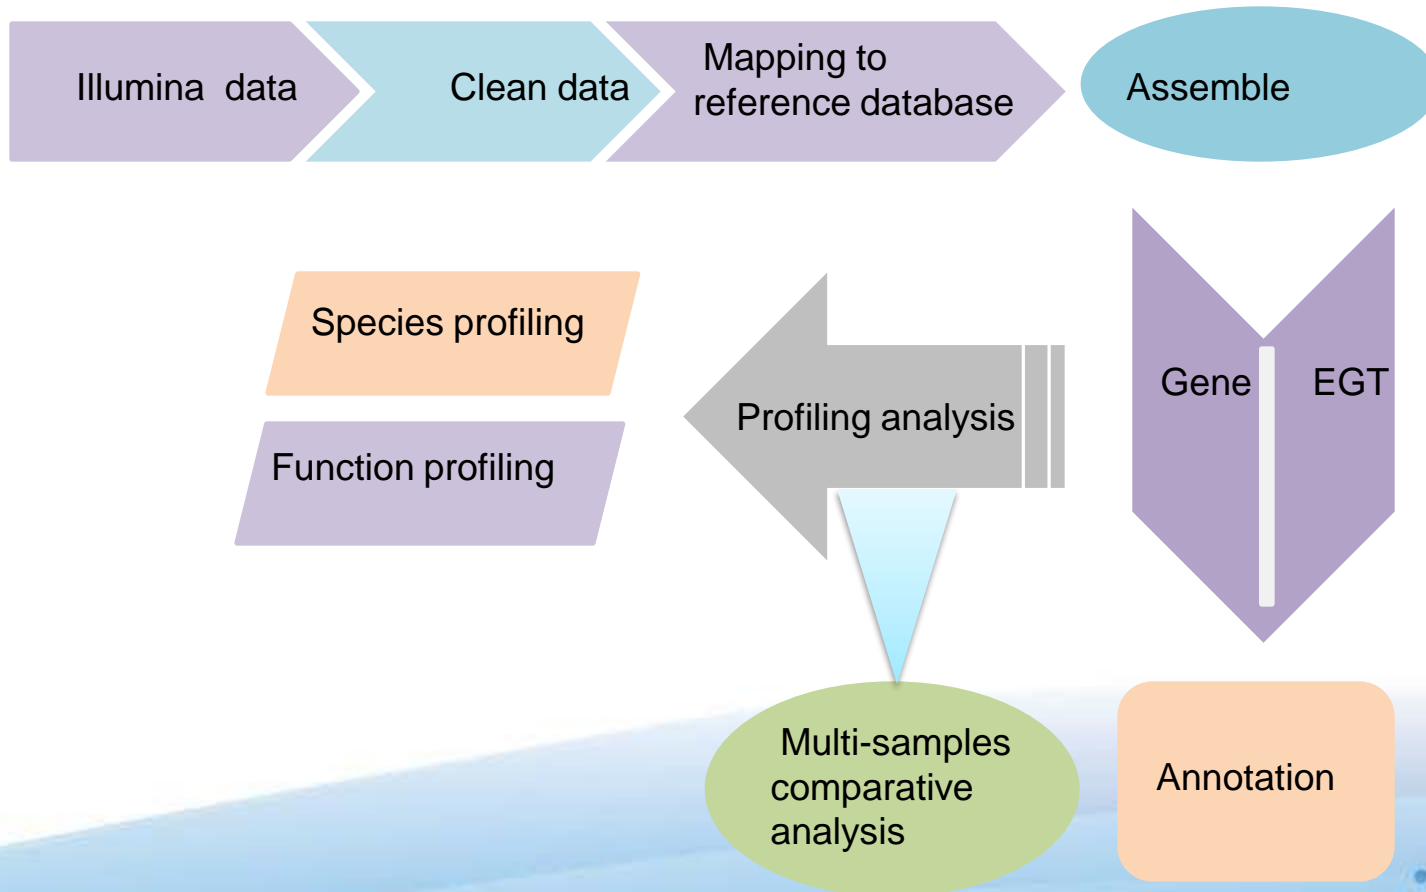 Illumina  data
Clean data
Mapping to
reference database
Assemble
Species profiling
Function profiling
Profiling analysis
Gene
EGT
Multi-samples
comparative
analysis
Annotation